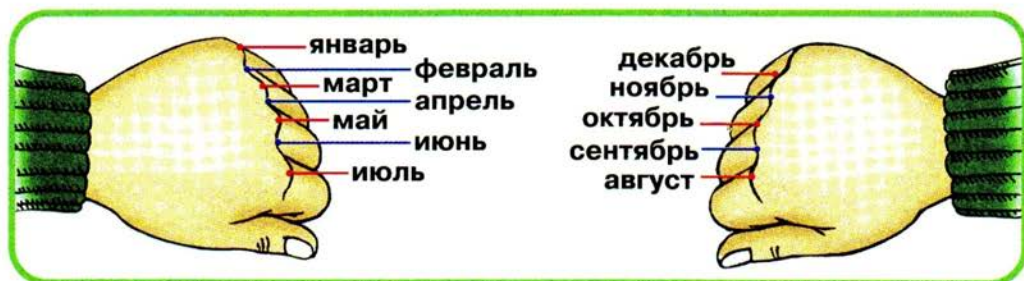 январь
февраль
март
апрель
май
июнь
июль
декабрь
ноябрь
октябрь
сентябрь
август